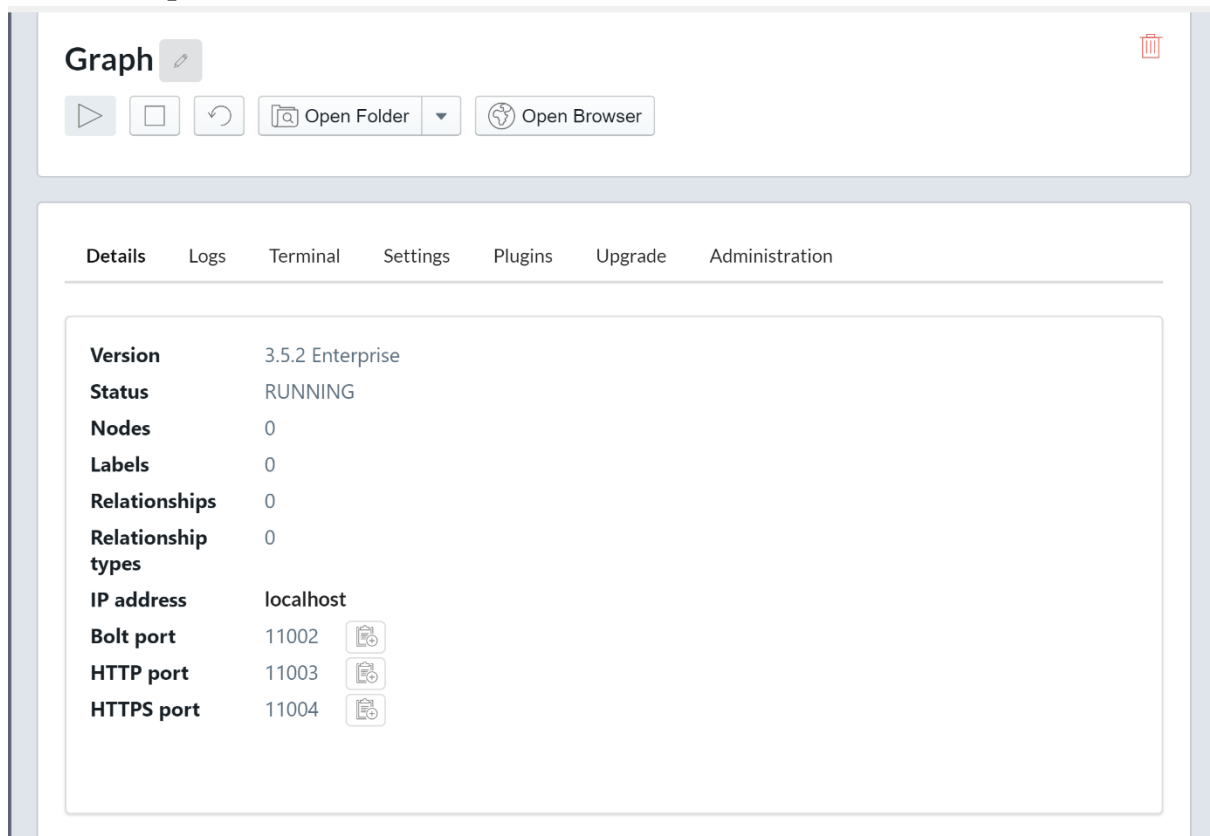 Graph
Open Folder
Open Browser
Details Logs Terminal Settings Plugins Upgrade Administration
Version 3.5.2 Enterprise
Status RUNNING
Nodes 0
Labels 0
Relationships 0
Relationship 0
types
IP address localhost
Bolt port 11002
HTTP port 11003
HTTPS port 11004